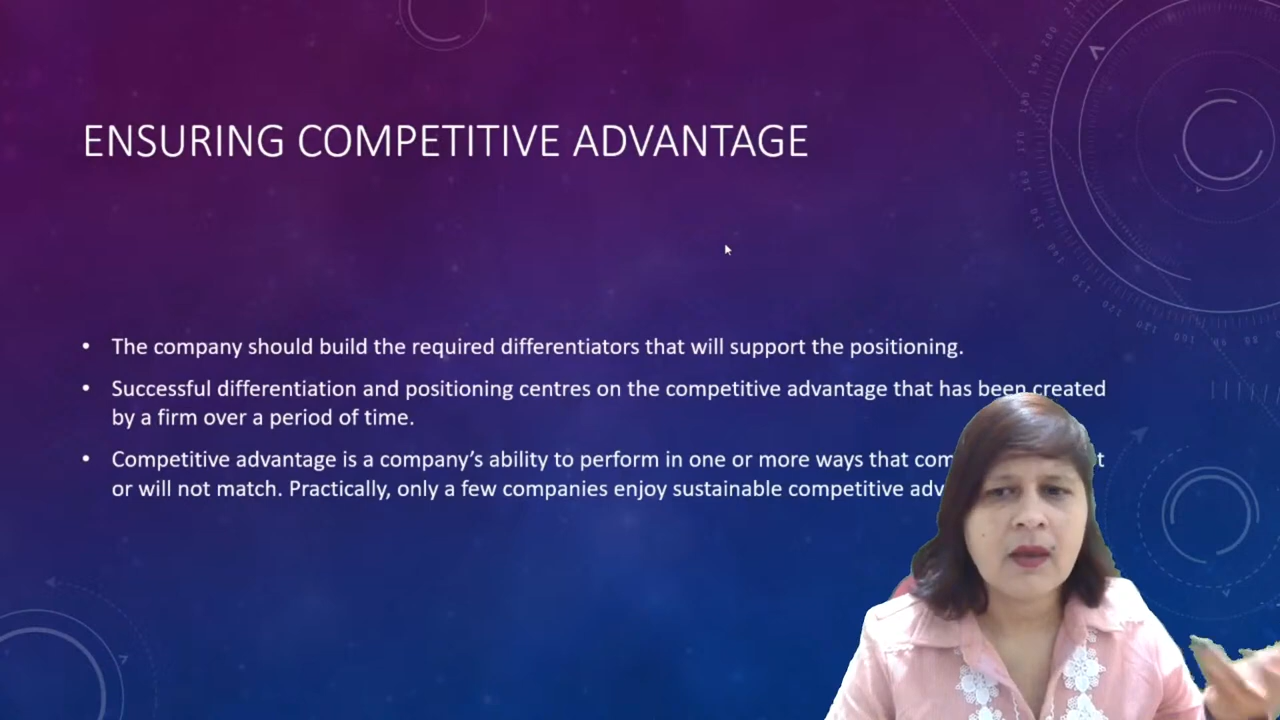 ENSURING COMPETITIVE ADVANTAGE
• The company should build the required differentiators that will support the positioning.
• Successful differentiation and positioning centres on the competitive advantage that has been created
by a firm over a period of time.
• Competitive advantage is a company's ability to perform in one or more ways that
or will not match. Practically, only a few companies enjoy sustainable competitive